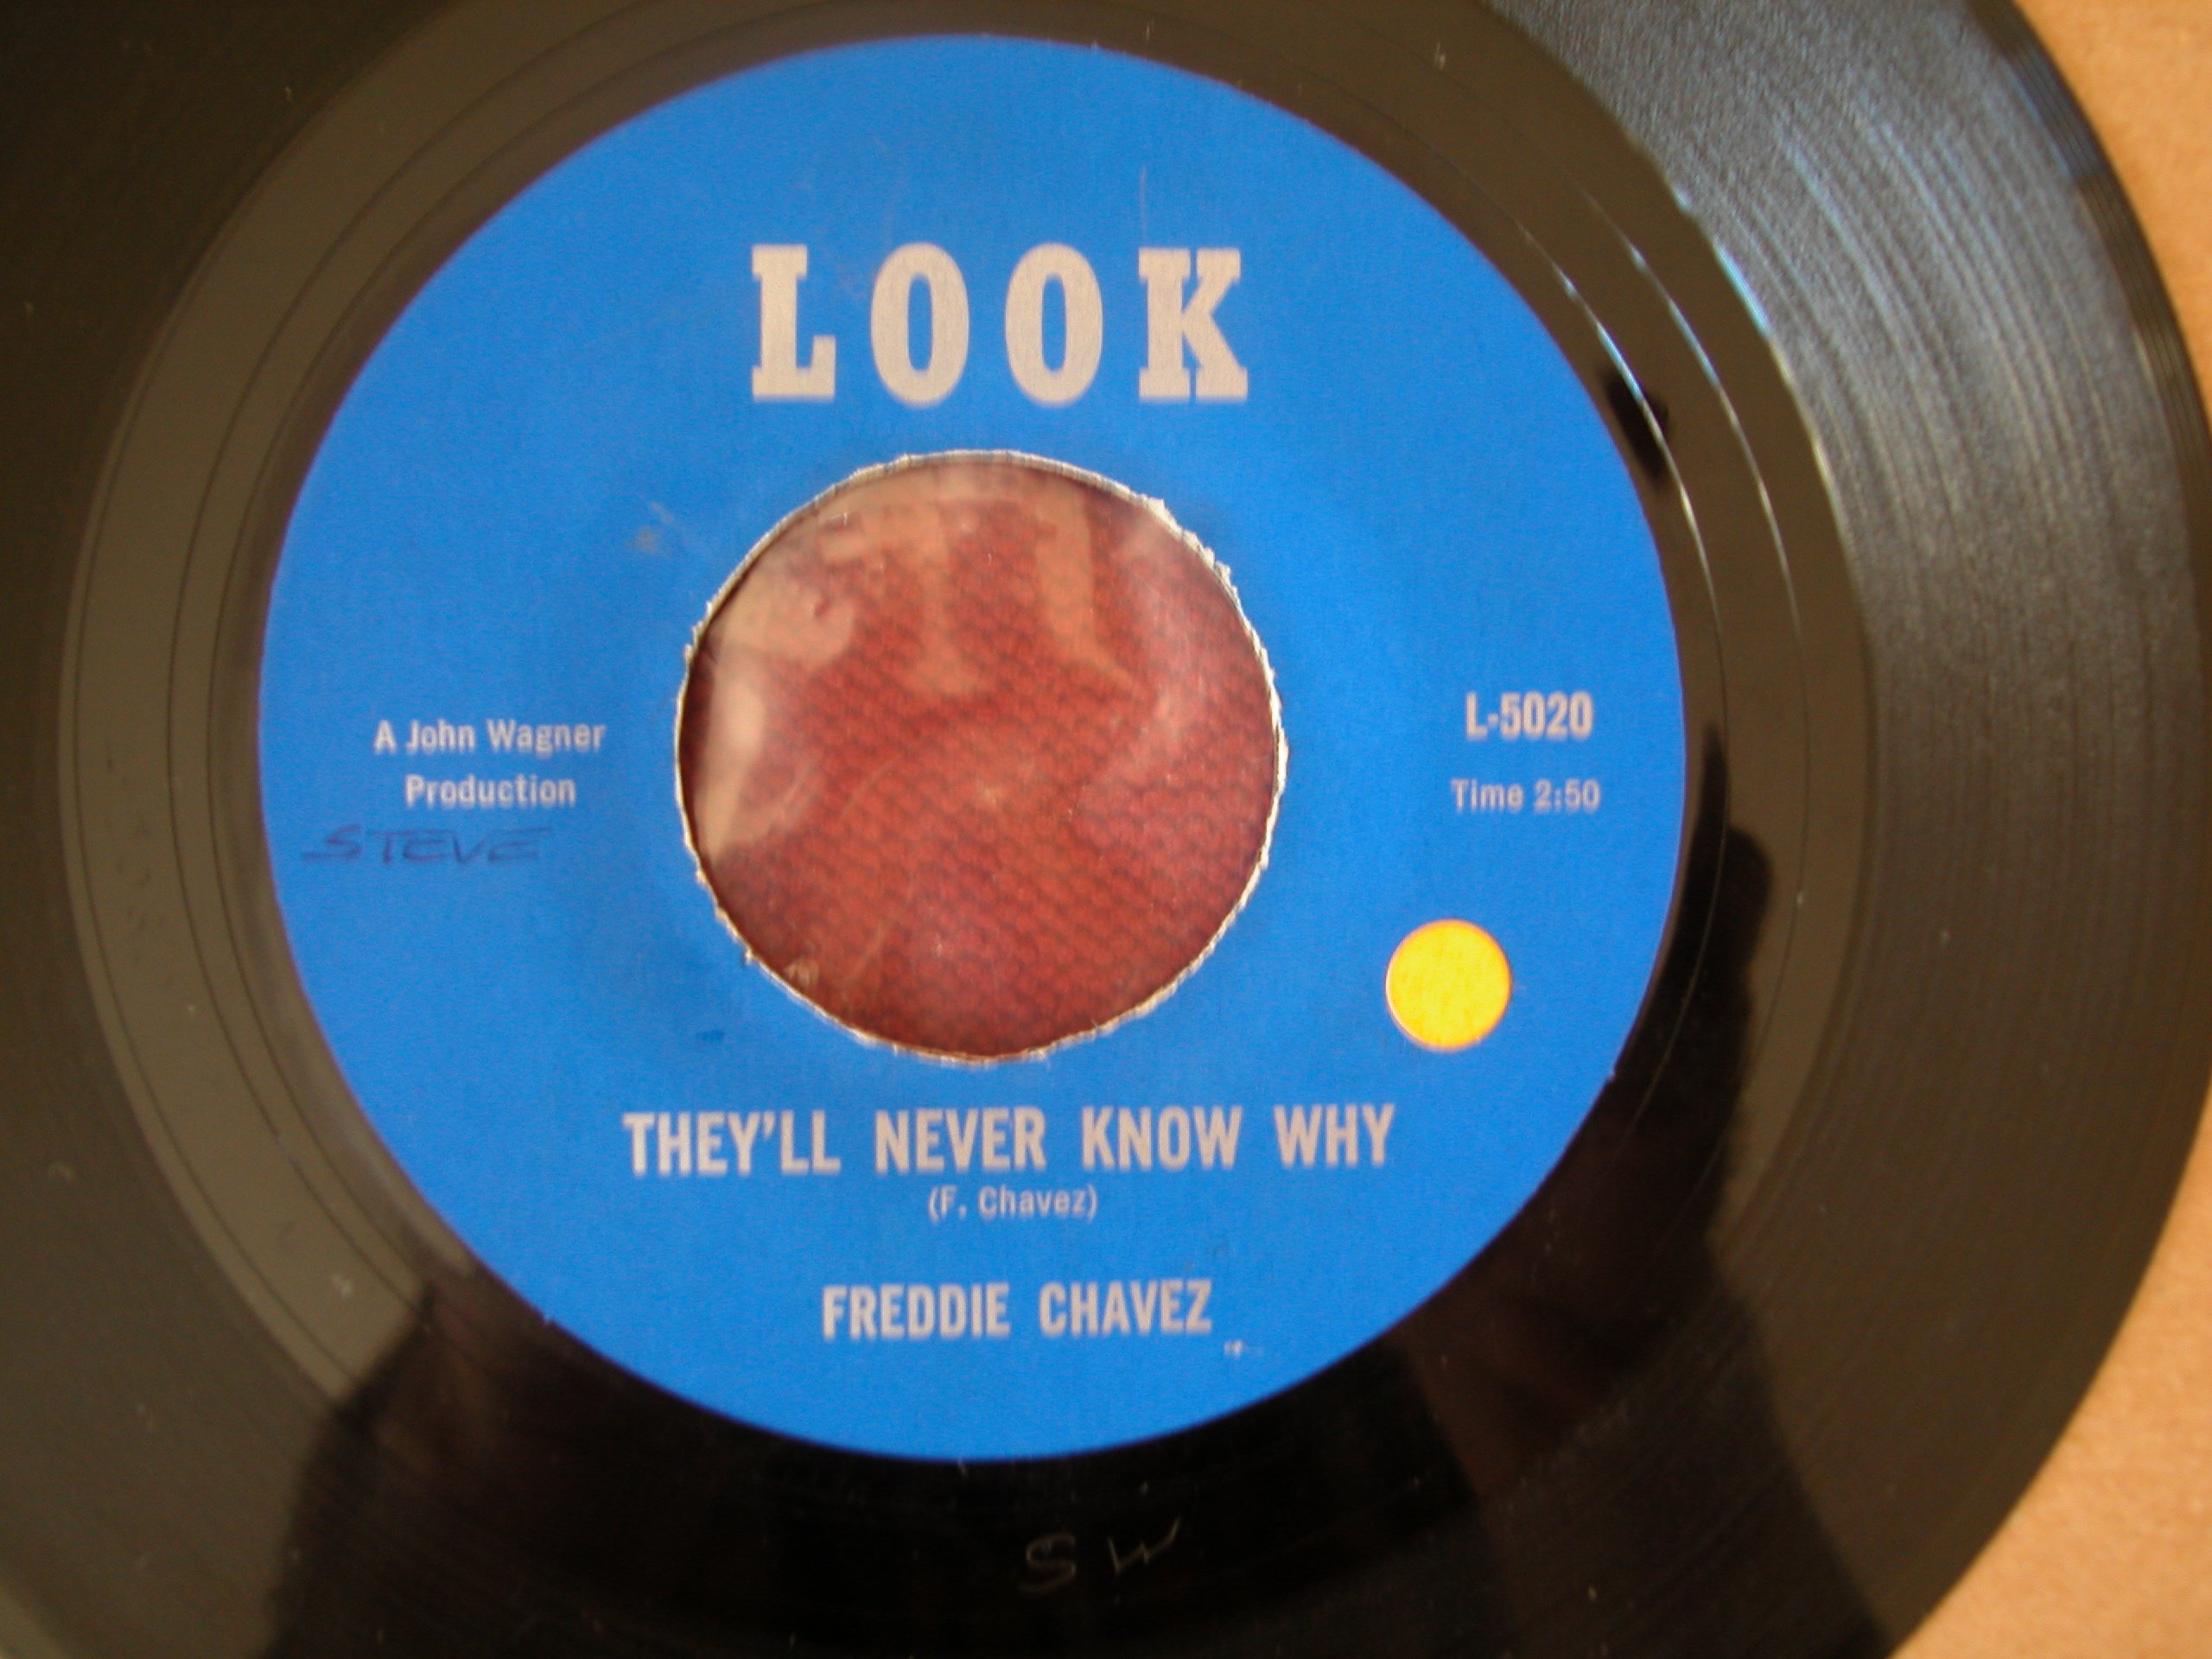 LOOK
A John Wagner
Production
STEVE
L-5020
Time 2:50
THEY'LL NEVER KNOW WHY
(F. Chavez)
FREDDIE CHAVEZ
SW